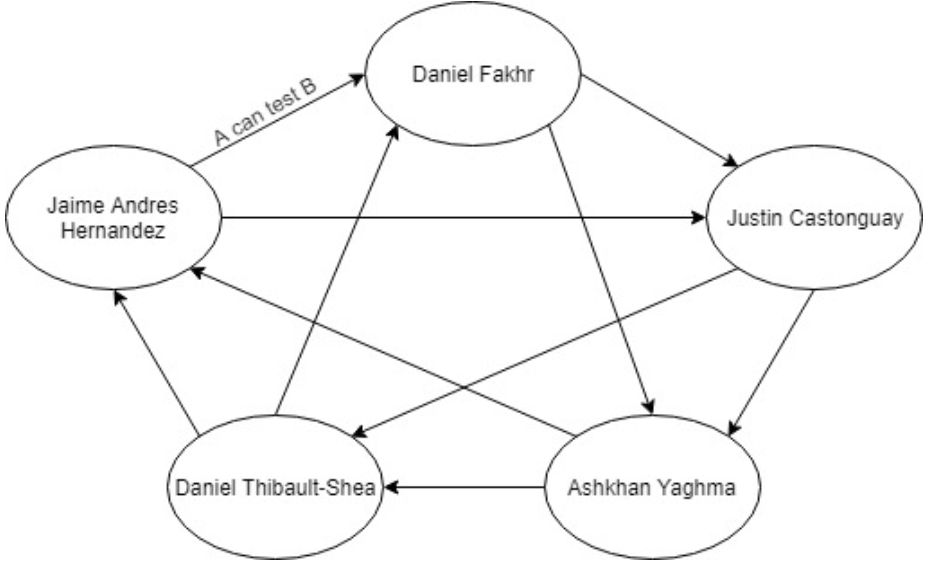 Daniel Fakhr
A can test B
Jaime Andres
Hernandez
Justin Castonguay
Daniel Thibault-Shea
Ashkhan Yaghma